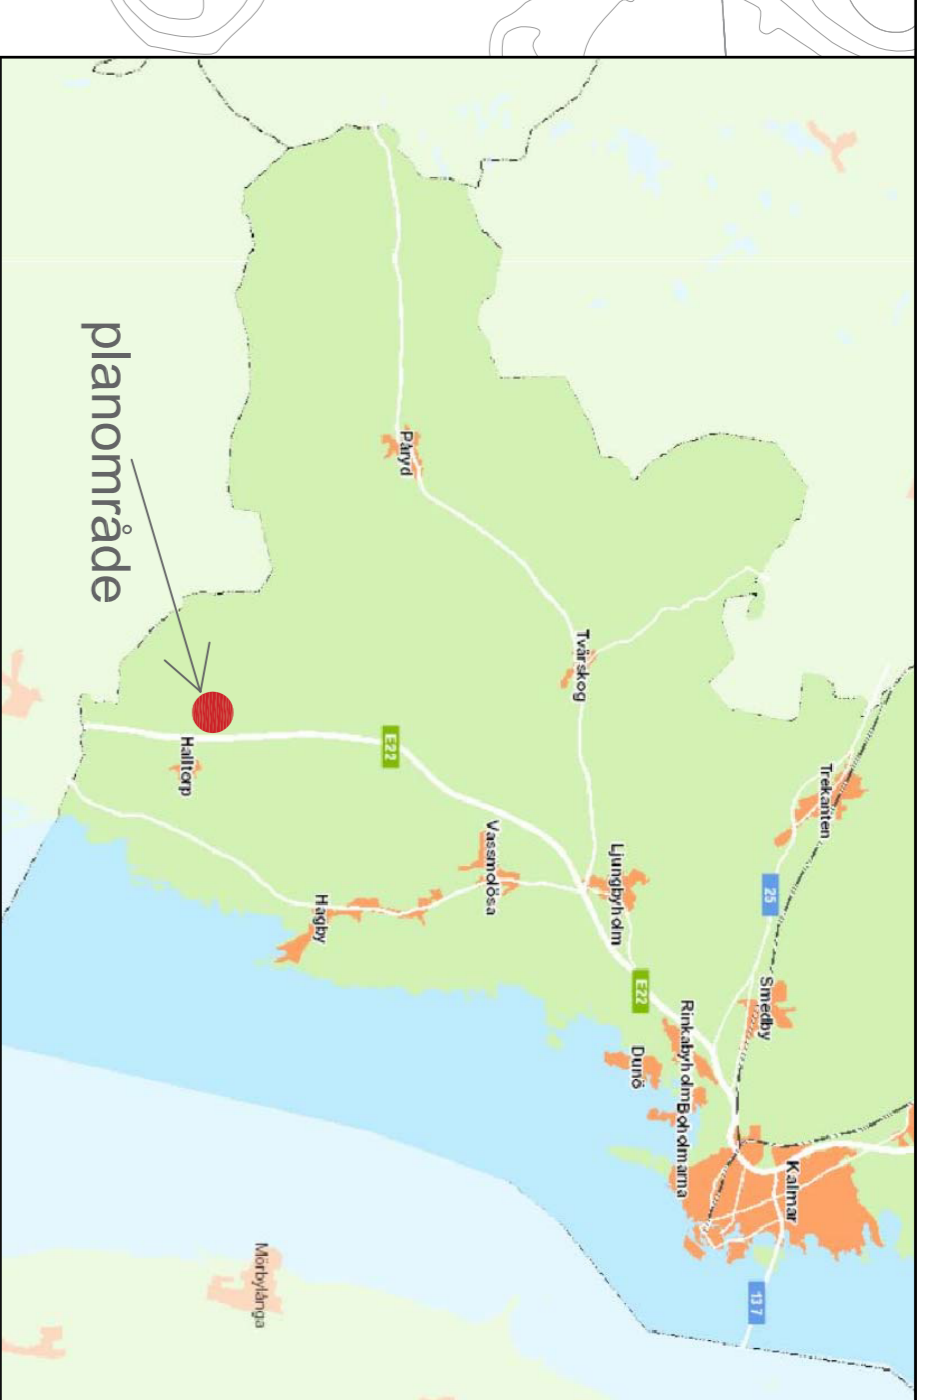 Trekanten
25
Smedby
Kalmar
137
Tvärskog
Ljungbyholm
E22
Rinkabyholm
Boholmarna
Dunö
Påryd
E22
Vassmolösa
Hagby
Halltorp
Mörbylånga
planområde